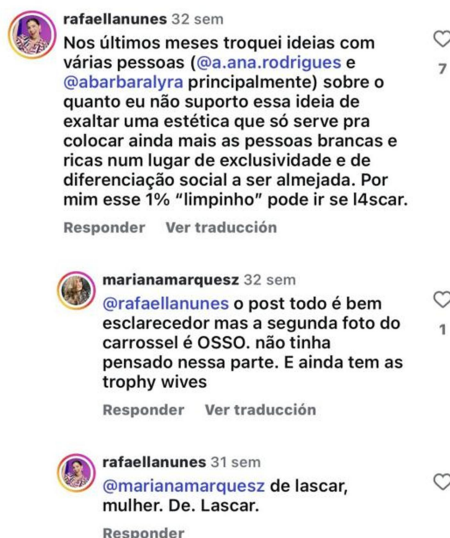 rafaellanunes 32 sem
Nos últimos meses troquei ideias com
várias pessoas (@a.ana.rodrigues e
@abarbaralyra principalmente) sobre o
quanto eu não suporto essa ideia de
exaltar uma estética que só serve pra
colocar ainda mais as pessoas brancas e
ricas num lugar de exclusividade e de
diferenciação social a ser almejada. Por
mim esse 1% “limpinho” pode ir se l4scar.
7
Responder Ver traducción
marianamarquesz 32 sem
@rafaellanunes o post todo é bem
esclarecedor mas a segunda foto do
carrossel é OSSO. não tinha
pensado nessa parte. E ainda tem as
trophy wives
1
Responder Ver traducción
rafaellanunes 31 sem
@marianamarquesz de lascar,
mulher. De. Lascar.
Responder